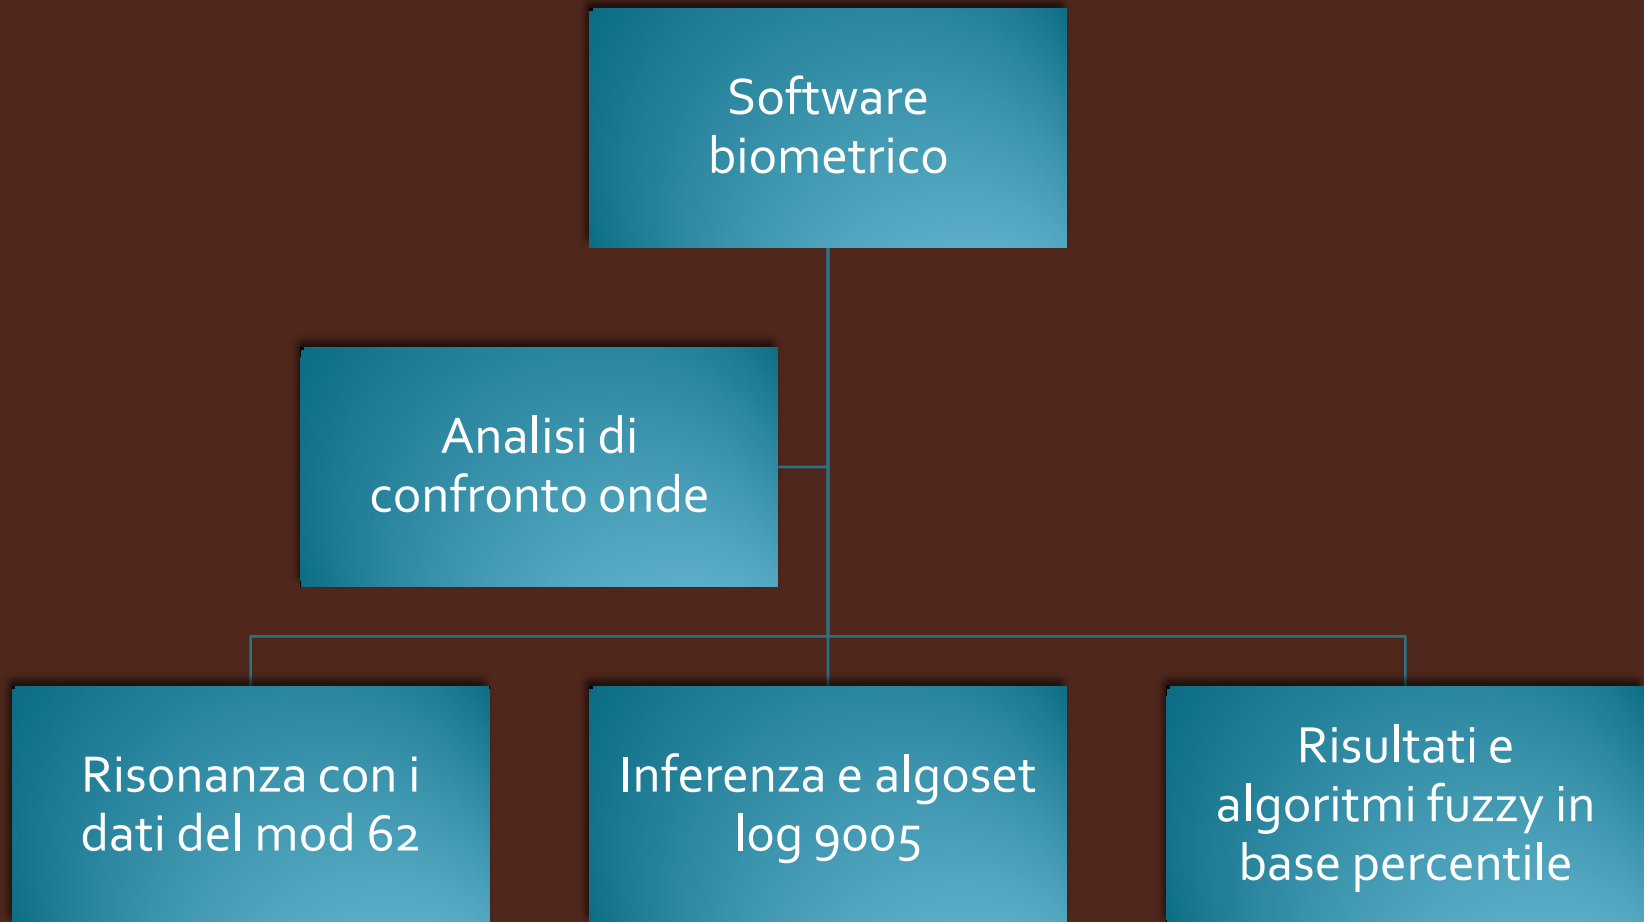 Software
biometrico
Analisi di
confronto onde
Risonanza con i
dati del mod 62
Inferenza e algoset
log 9005
Risultati e
algoritmi fuzzy in
base percentile